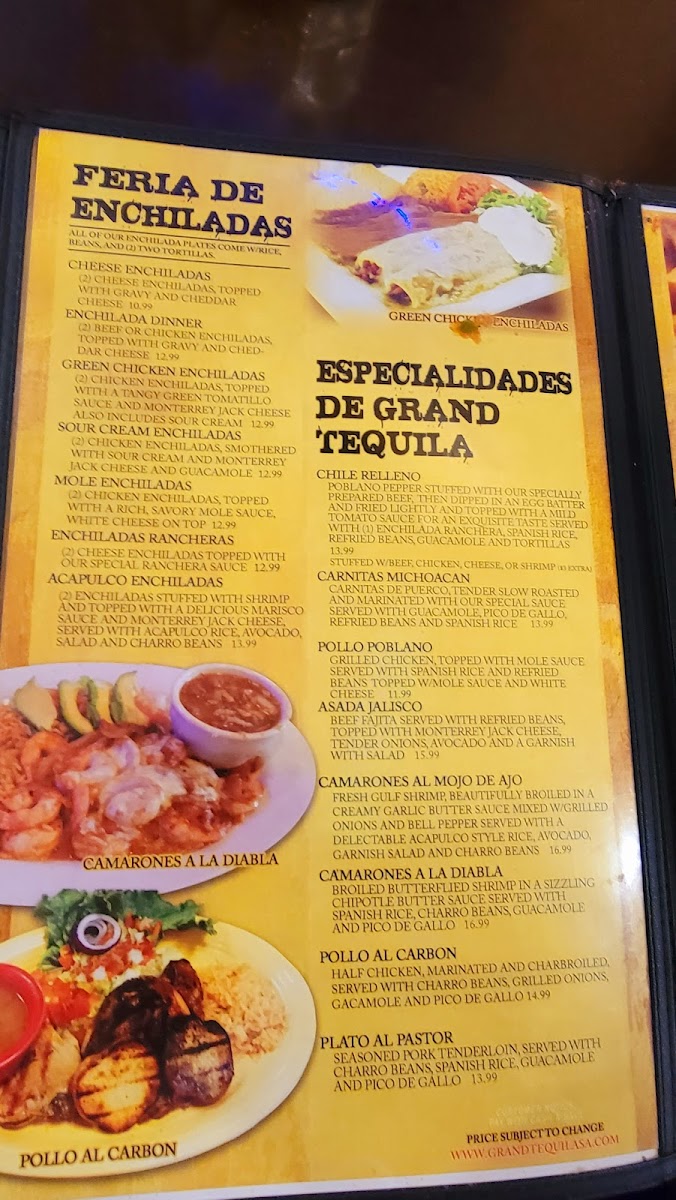 FERIA DE
ENCHILADAS
ALL OF OUR ENCHILADA PLATES COME W/RICE,
BEANS, AND (2) TWO TORTILLAS.
CHEESE ENCHILADAS
(2) CHEESE ENCHILADAS, TOPPED
WITH GRAVY AND CHEDDAR
CHEESE 10.99
ENCHILADA DINNER
(2) BEEF OR CHICKEN ENCHILADAS,
TOPPED WITH GRAVY AND CHED-
DAR CHEESE 12.99
GREEN CHICKEN ENCHILADAS
(2) CHICKEN ENCHILADAS, TOPPED
WITH A TANGY GREEN TOMATILLO
SAUCE AND MONTERREY JACK CHEESE
ALSO INCLUDES SOUR CREAM 12.99
SOUR CREAM ENCHILADAS
(2) CHICKEN ENCHILADAS, SMOTHERED
WITH SOUR CREAM AND MONTERREY
JACK CHEESE AND GUACAMOLE 12.99
MOLE ENCHILADAS
(2) CHICKEN ENCHILADAS, TOPPED
WITH A RICH, SAVORY MOLE SAUCE,
WHITE CHEESE ON TOP 12.99
ENCHILADAS RANCHERAS
(2) CHEESE ENCHILADAS TOPPED WITH
OUR SPECIAL RANCHERA SAUCE 12.99
ACAPULCO ENCHILADAS
(2) ENCHILADAS STUFFED WITH SHRIMP
AND TOPPED WITH A DELICIOUS MARISCO
SAUCE AND MONTERREY JACK CHEESE,
SERVED WITH ACAPULCO RICE, AVOCADO,
SALAD AND CHARRO BEANS 13.99
CAMARONES A LA DIABLA
POLLO AL CARBON
GREEN CHICKEN ENCHILADAS
ESPECIALIDADES
DE GRAND
TEQUILA
CHILE RELLENO
POBLANO PEPPER STUFFED WITH OUR SPECIALLY
PREPARED BEEF, THEN DIPPED IN AN EGG BATTER
AND FRIED LIGHTLY AND TOPPED WITH A MILD
TOMATO SAUCE FOR AN EXQUISITE TASTE SERVED
WITH (1) ENCHILADA RANCHERA, SPANISH RICE,
REFRIED BEANS, GUACAMOLE AND TORTILLAS
13.99
STUFFED W/BEEF, CHICKEN, CHEESE, OR SHRIMP EXTRA)
CARNITAS MICHOACAN
CARNITAS DE PUERCO, TENDER SLOW ROASTED
AND MARINATED WITH OUR SPECIAL SAUCE
SERVED WITH GUACAMOLE, PICO DE GALLO,
REFRIED BEANS AND SPANISH RICE 13.99
POLLO POBLANO
GRILLED CHICKEN, TOPPED WITH MOLE SAUCE
SERVED WITH SPANISH RICE AND REFRIED
BEANS TOPPED W/MOLE SAUCE AND WHITE
CHEESE 11.99
ASADA JALISCO
BEEF FAJITA SERVED WITH REFRIED BEANS,
TOPPED WITH MONTERREY JACK CHEESE,
TENDER ONIONS, AVOCADO AND A GARNISH
WITH SALAD 15.99
CAMARONES AL MOJO DE AJO
FRESH GULF SHRIMP, BEAUTIFULLY BROILED IN A
CREAMY GARLIC BUTTER SAUCE MIXED W/GRILLED
ONIONS AND BELL PEPPER SERVED WITH A
DELECTABLE ACAPULCO STYLE RICE, AVOCADO,
GARNISH SALAD AND CHARRO BEANS 16.99
CAMARONES A LA DIABLA
BROILED BUTTERFLIED SHRIMP IN A SIZZLING
CHIPOTLE BUTTER SAUCE SERVED WITH
SPANISH RICE, CHARRO BEANS, GUACAMOLE
AND PICO DE GALLO 16.99
POLLO AL CARBON
HALF CHICKEN, MARINATED AND CHARBROILED,
SERVED WITH CHARRO BEANS, GRILLED ONIONS,
GACAMOLE AND PICO DE GALLO 14.99
PLATO AL PASTOR
SEASONED PORK TENDERLOIN, SERVED WITH
CHARRO BEANS, SPANISH RICE, GUACAMOLE
AND PICO DE GALLO 13.99
PRICE SUBJECT TO CHANGE
WWW.GRANDTEQUILASA.COM